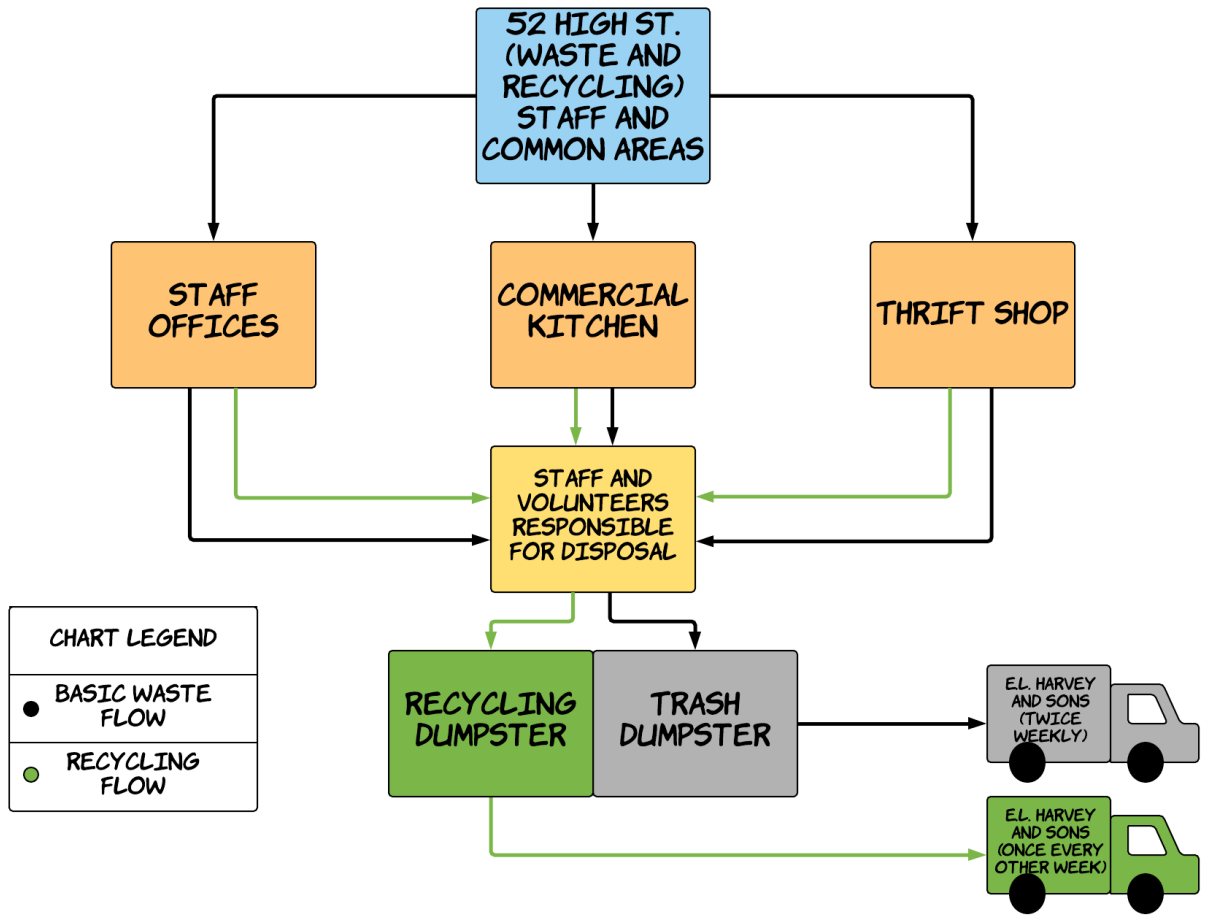 52 HIGH ST.
(WASTE AND
RECYCLING)
STAFF AND
COMMON AREAS
STAFF
OFFICES
COMMERCIAL
KITCHEN
THRIFT SHOP
STAFF AND
VOLUNTEERS
RESPONSIBLE
FOR DISPOSAL
CHART LEGEND
BASIC WASTE
FLOW
RECYCLING
FLOW
RECYCLING
DUMPSTER
TRASH
DUMPSTER
E.L. HARVEY
AND SONS
(TWICE
WEEKLY)
E.L. HARVEY
AND SONS
(ONCE EVERY
OTHER WEEK)